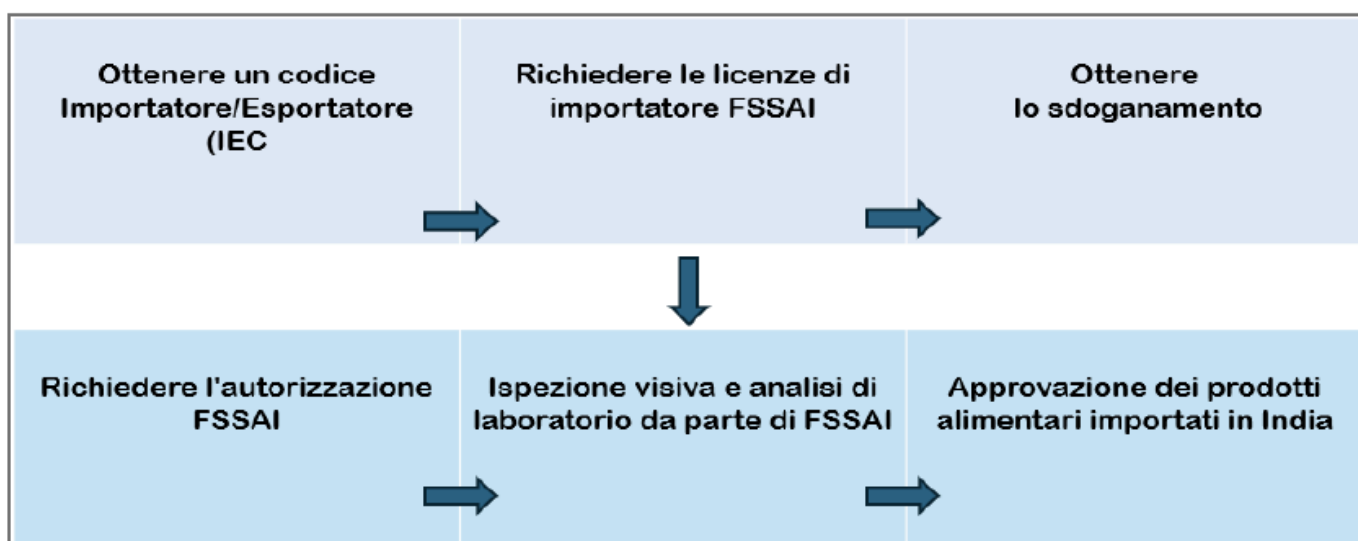 Ottenere un codice
Importatore/Esportatore
(IEC
Richiedere le licenze di
importatore FSSAI
Ottenere
lo sdoganamento
Richiedere l'autorizzazione
FSSAI
Ispezione visiva e analisi di
laboratorio da parte di FSSAI
Approvazione dei prodotti
alimentari importati in India